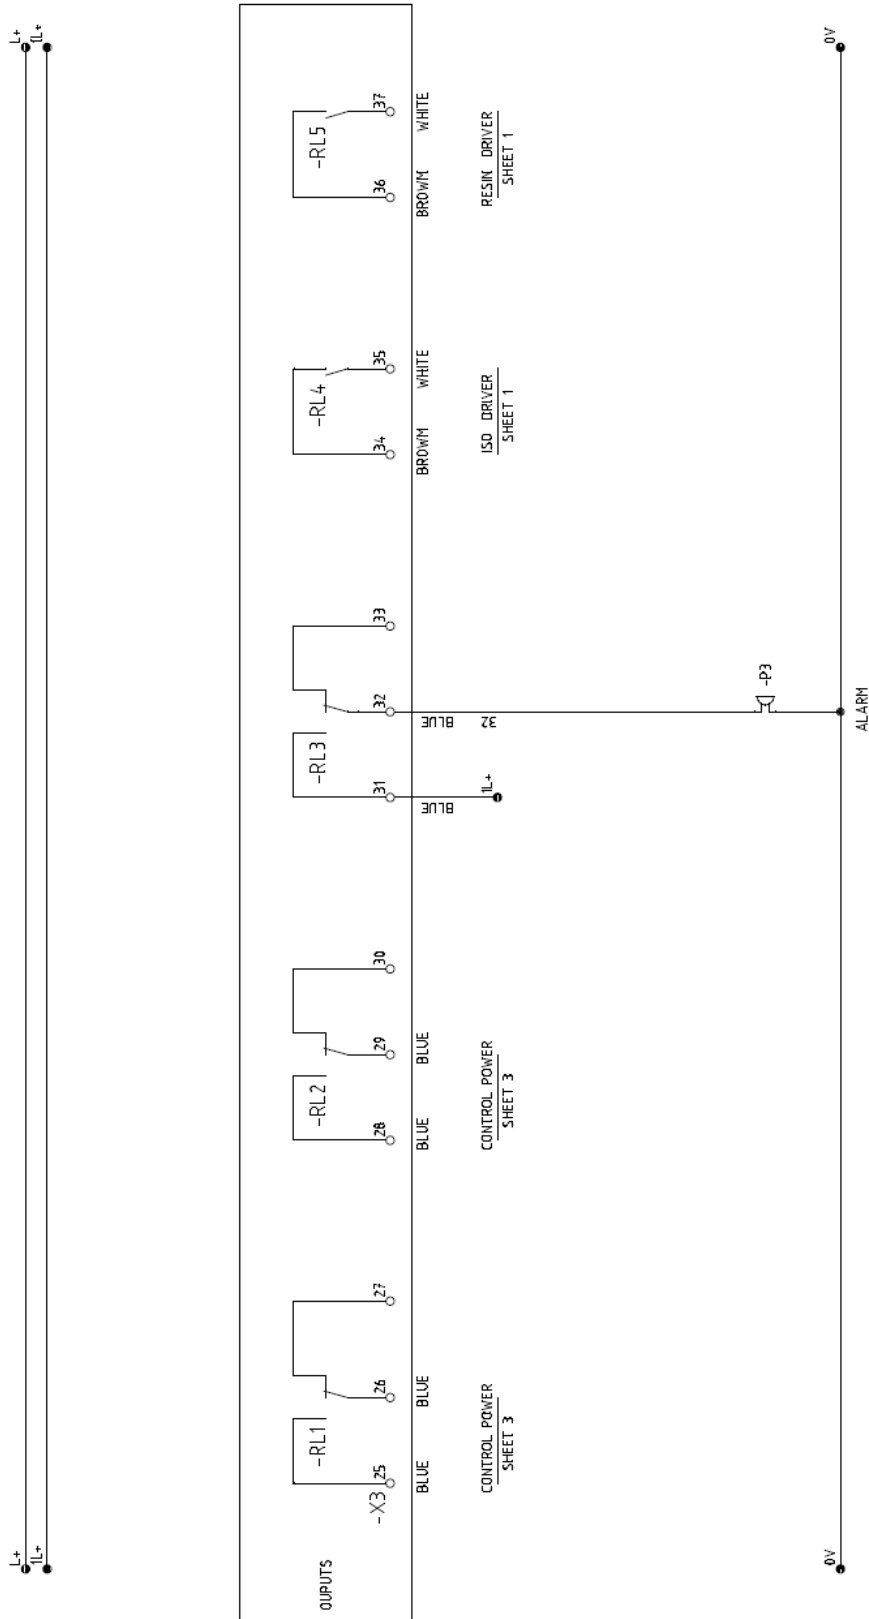 L+
L+
1L+
1L+
OUPUTS
-RL1
-RL2
-RL3
-RL4
-RL5
-X3
25
26
27
28
29
30
31
32
33
34
35
36
37
BLUE
BLUE
BLUE
BLUE
BLUE
BLUE
BROWM
WHITE
BROWM
WHITE
CONTROL POWER
SHEET 3
CONTROL POWER
SHEET 3
1L+
32
ISO DRIVER
SHEET 1
RESIN DRIVER
SHEET 1
-P3
0V
0V
ALARM